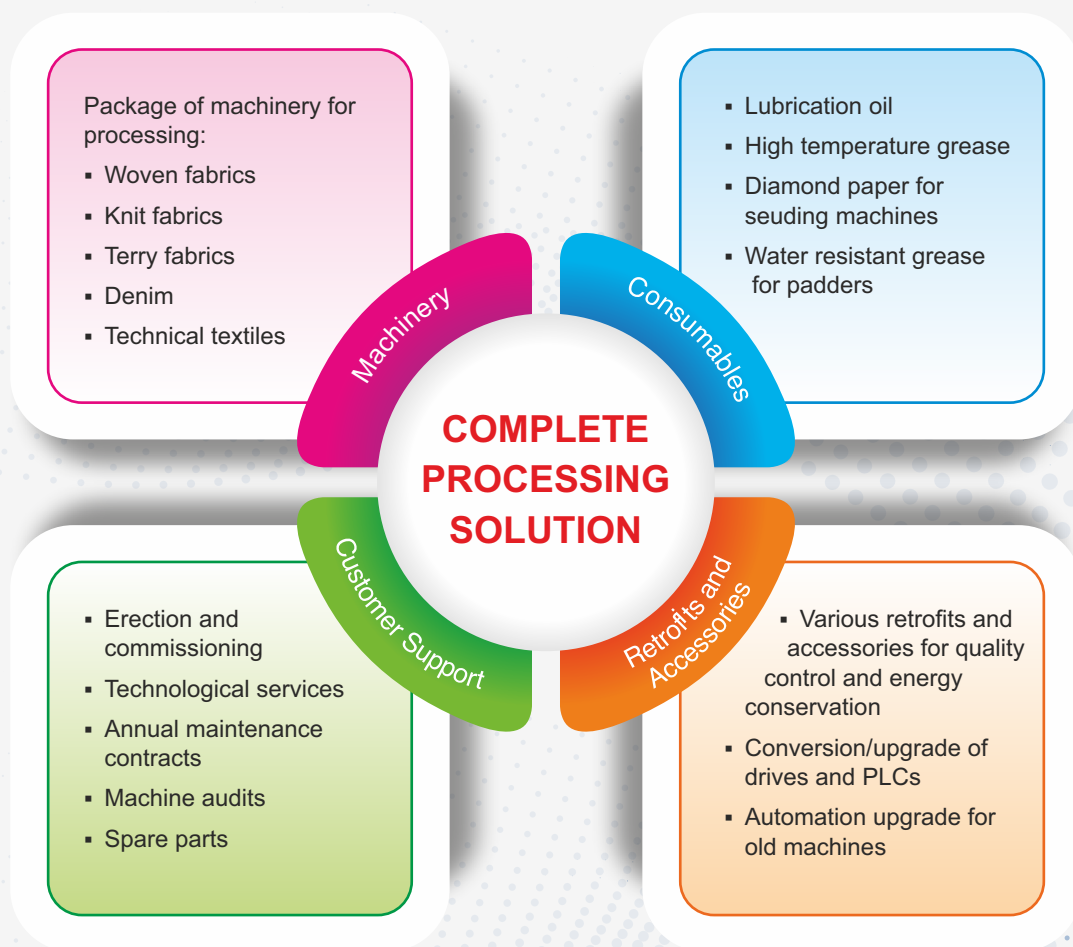 Package of machinery for
processing:
▪ Woven fabrics
▪ Knit fabrics
▪ Terry fabrics
▪ Denim
▪ Technical textiles
Machinery
▪ Lubrication oil
▪ High temperature grease
▪ Diamond paper for
seuding machines
▪ Water resistant grease
for padders
Consumables
COMPLETE
PROCESSING
SOLUTION
Customer Support
▪ Erection and
commissioning
▪ Technological services
▪ Annual maintenance
contracts
▪ Machine audits
▪ Spare parts
Retrofits and
Accessories
▪ Various retrofits and
accessories for quality
control and energy
conservation
▪ Conversion/upgrade of
drives and PLCs
▪ Automation upgrade for
old machines